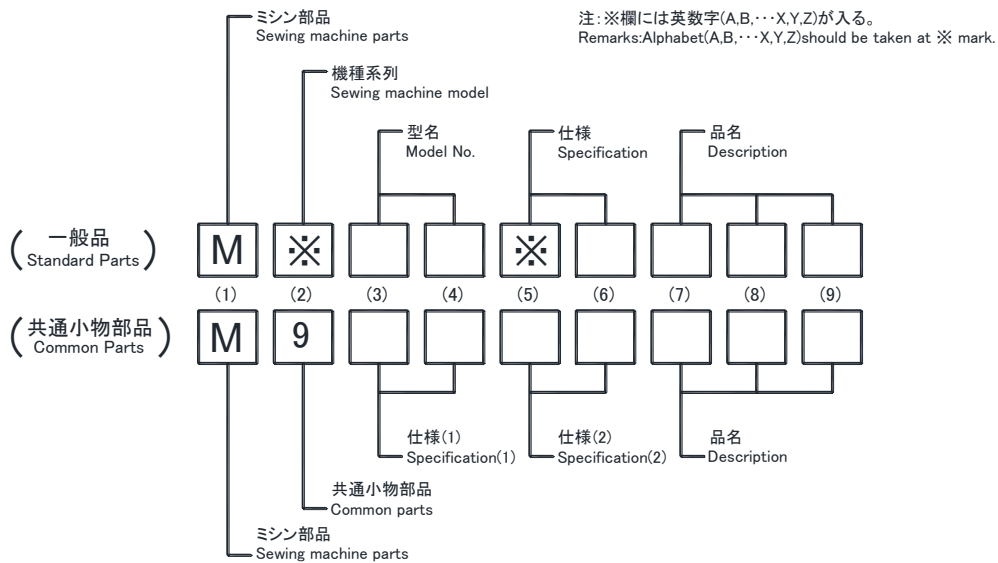 ミシン部品
Sewing machine parts
注:※欄には英数字(A,B,···X,Y,Z)が入る。
Remarks:Alphabet(A,B,···X,Y,Z)should be taken at ※ mark.
機種系列
Sewing machine model
型名
Model No.
仕様
Specification
品名
Description
一般品
Standard Parts
M ※ ※
(1) (2) (3) (4) (5) (6) (7) (8) (9)
共通小物部品
Common Parts
M 9
仕様(1)
Specification(1)
仕様(2)
Specification(2)
品名
Description
共通小物部品
Common parts
ミシン部品
Sewing machine parts